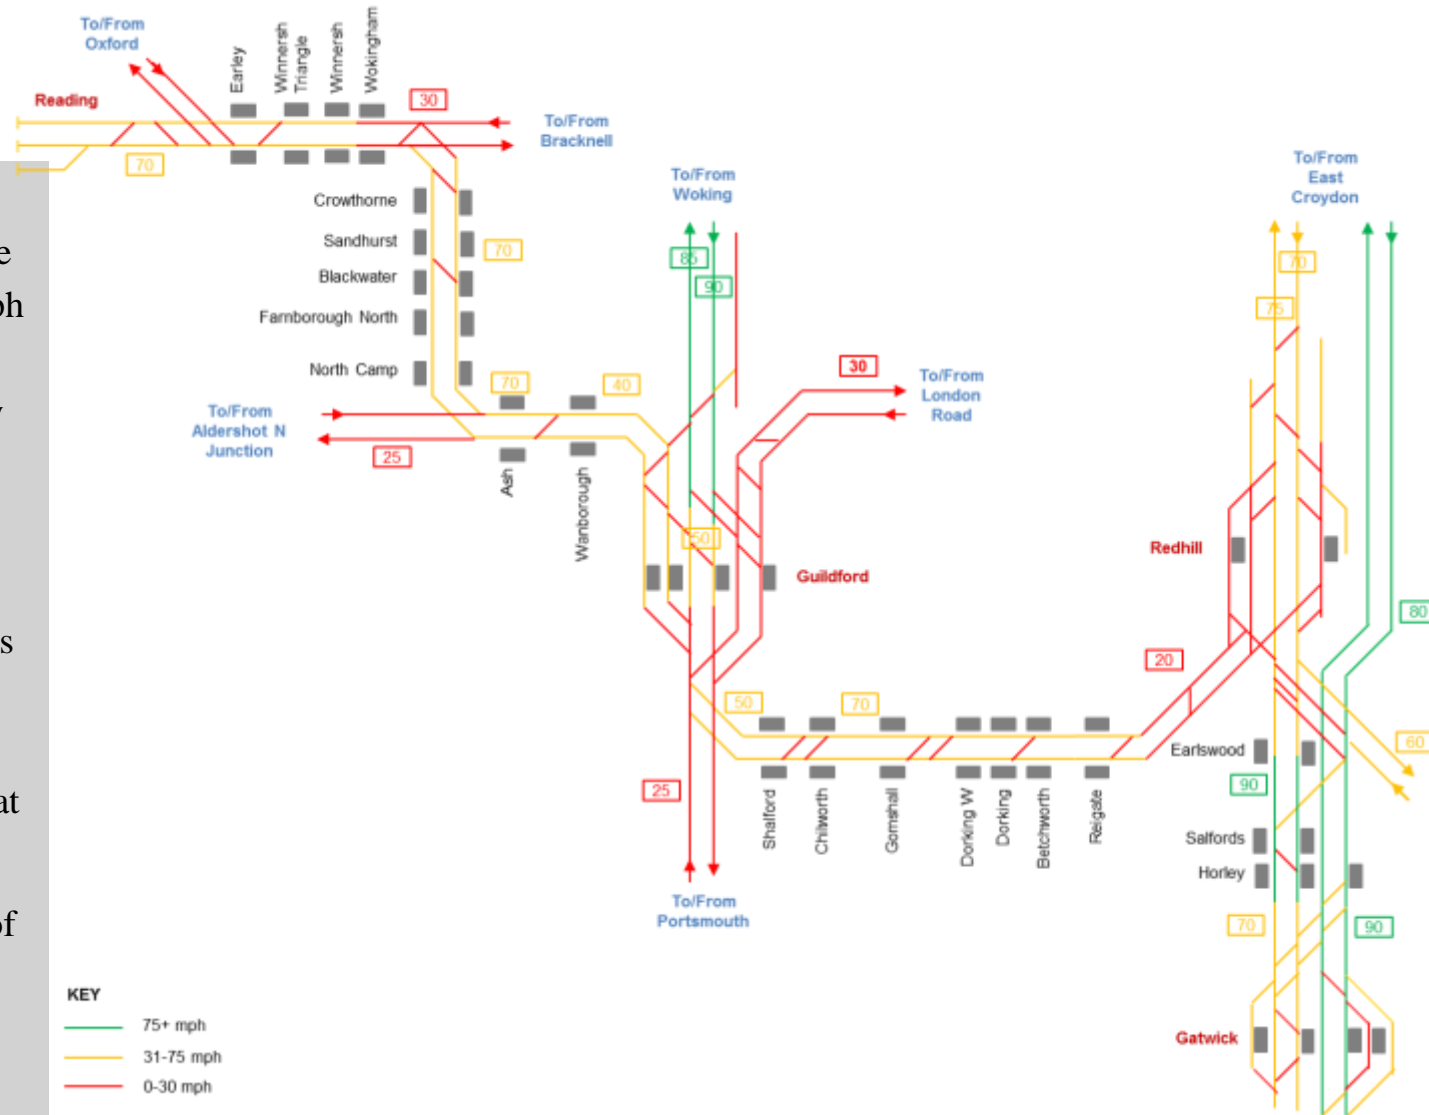 To/From
Oxford
Earley
Winnersh
Triangle
Winnersh
Wokingham
Reading
30
To/From
Bracknell
70
To/From
Woking
To/From
East
Croydon
Crowthorne
Sandhurst
Blackwater
Farnborough North
North Camp
70
85
90
70
75
e
ph
y
s
at
of
To/From
Aldershot N
Junction
25
70
40
Ash
Wanborough
30
To/From
London
Road
50
Guildford
Redhill
80
20
50
70
25
Shalford
Chilworth
Gomshall
Dorking W
Dorking
Betchworth
Reigate
To/From
Portsmouth
Earlswood
60
90
Salfords
Horley
70
90
Gatwick
KEY
75+ mph
31-75 mph
0-30 mph